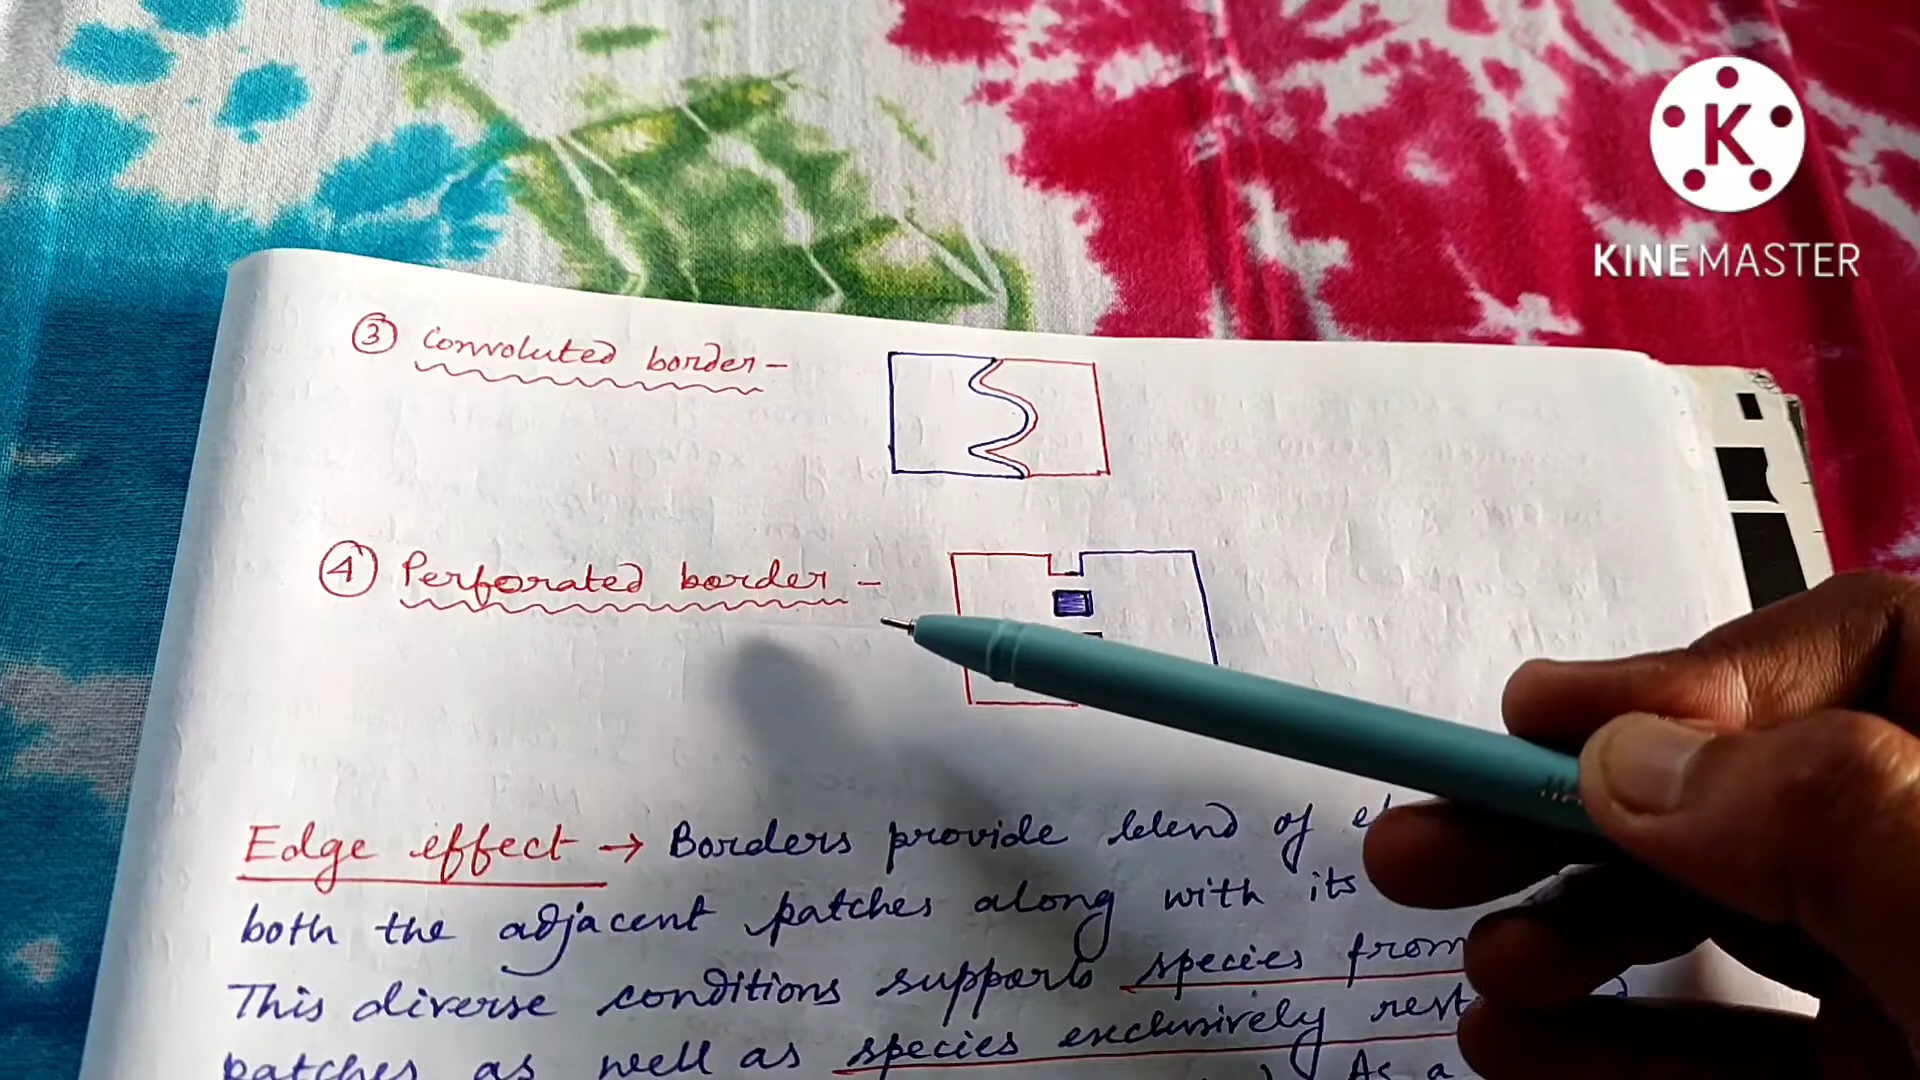 K
KINEMASTER
③ Convoluted border -
④ Perforated border -
Edge effect → Borders provide blend of
both the adjacent patches along with its
This diverse conditions supports species from
patches as well as species exclusively
As a